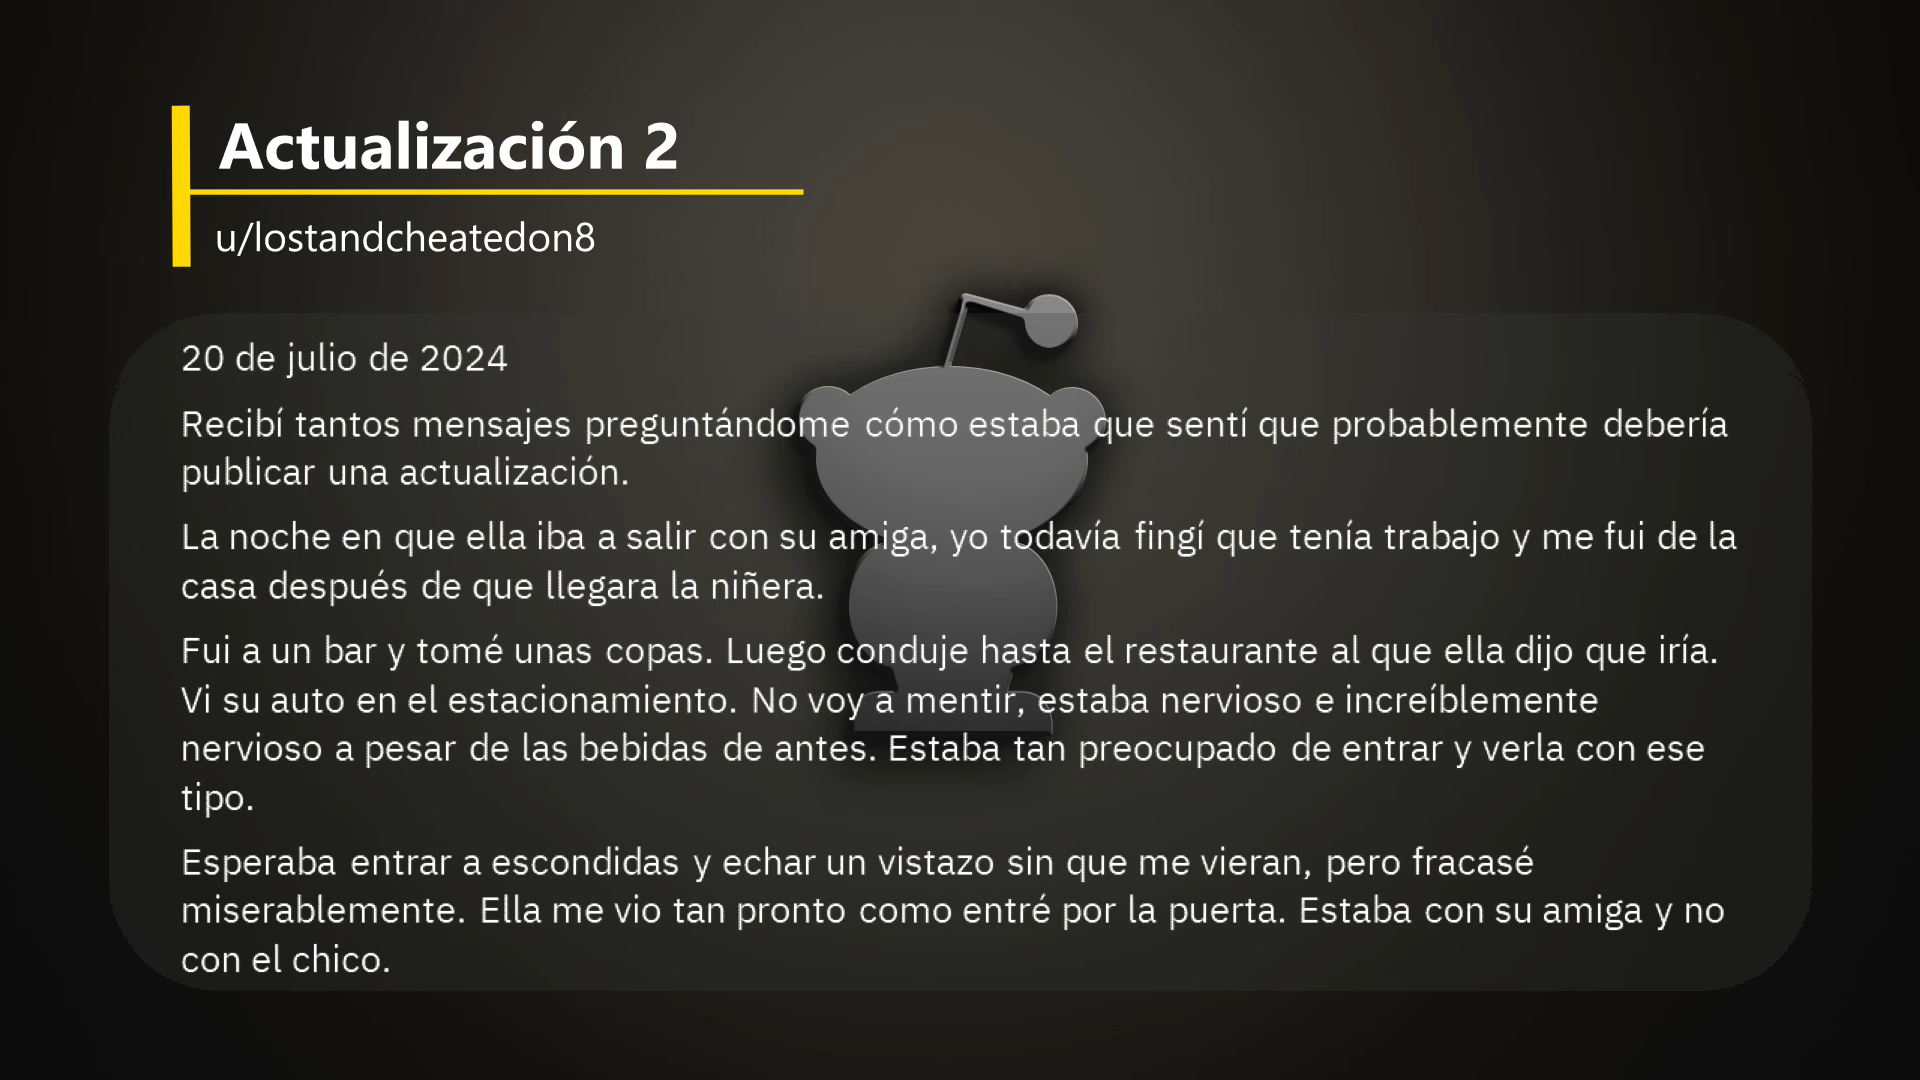 Actualización 2
u/lostandcheatedon8
20 de julio de 2024
Recibí tantos mensajes preguntándome cómo estaba que sentí que probablemente debería
publicar una actualización.
La noche en que ella iba a salir con su amiga, yo todavía fingí que tenía trabajo y me fui de la
casa después de que llegara la niñera.
Fui a un bar y tomé unas copas. Luego conduje hasta el restaurante al que ella dijo que iría.
Vi su auto en el estacionamiento. No voy a mentir, estaba nervioso e increíblemente
nervioso a pesar de las bebidas de antes. Estaba tan preocupado de entrar y verla con ese
tipo.
Esperaba entrar a escondidas y echar un vistazo sin que me vieran, pero fracasé
miserablemente. Ella me vio tan pronto como entré por la puerta. Estaba con su amiga y no
con el chico.